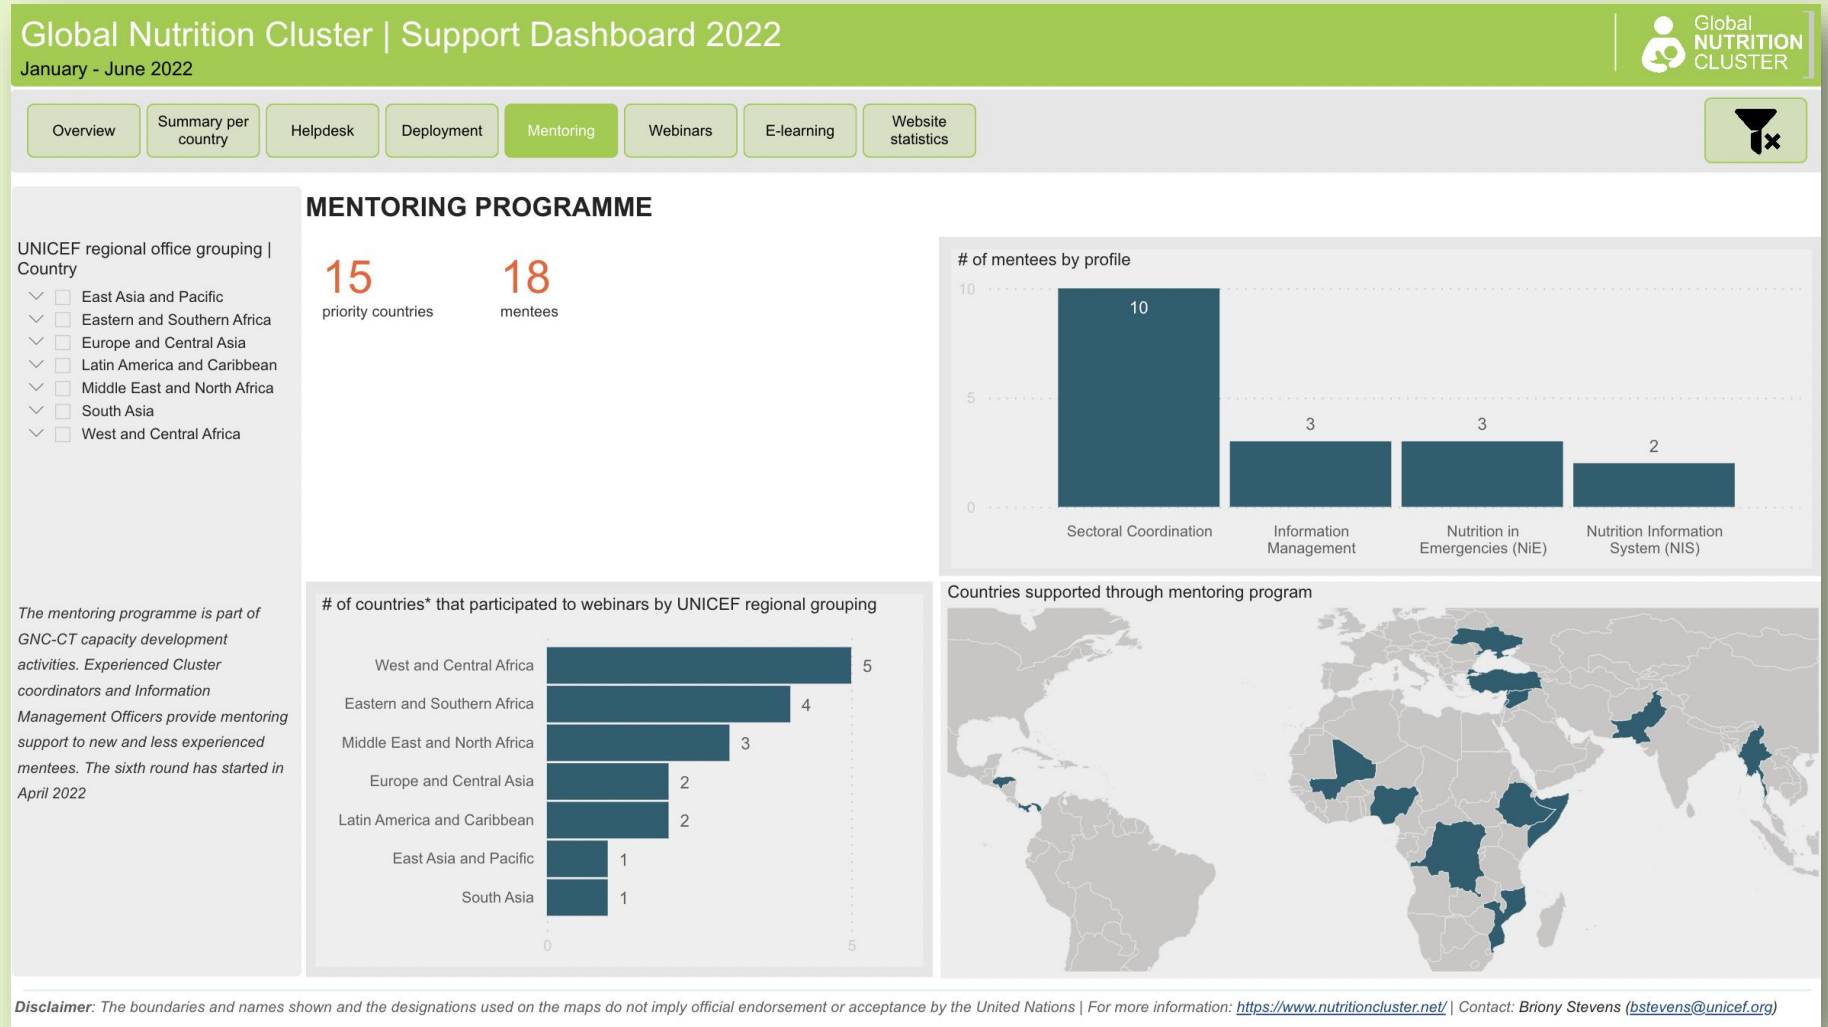 Global Nutrition Cluster | Support Dashboard 2022
January - June 2022
Global
NUTRITION
CLUSTER
Overview
Summary per
country
Helpdesk
Deployment
Mentoring
Webinars
E-learning
Website
statistics
MENTORING PROGRAMME
UNICEF regional office grouping |
Country
East Asia and Pacific
Eastern and Southern Africa
Europe and Central Asia
Latin America and Caribbean
Middle East and North Africa
South Asia
West and Central Africa
The mentoring programme is part of
GNC-CT capacity development
activities. Experienced Cluster
coordinators and Information
Management Officers provide mentoring
support to new and less experienced
mentees. The sixth round has started in
April 2022
15
priority countries
18
mentees
# of mentees by profile
10
5
0
10
3
3
2
Sectoral Coordination
Information
Management
Nutrition in
Emergencies (NiE)
Nutrition Information
System (NIS)
# of countries* that participated to webinars by UNICEF regional grouping
West and Central Africa 5
Eastern and Southern Africa 4
Middle East and North Africa 3
Europe and Central Asia 2
Latin America and Caribbean 2
East Asia and Pacific 1
South Asia 1
0 5
Countries supported through mentoring program
Disclaimer: The boundaries and names shown and the designations used on the maps do not imply official endorsement or acceptance by the United Nations | For more information: https://www.nutritioncluster.net/ | Contact: Briony Stevens (bstevens@unicef.org)